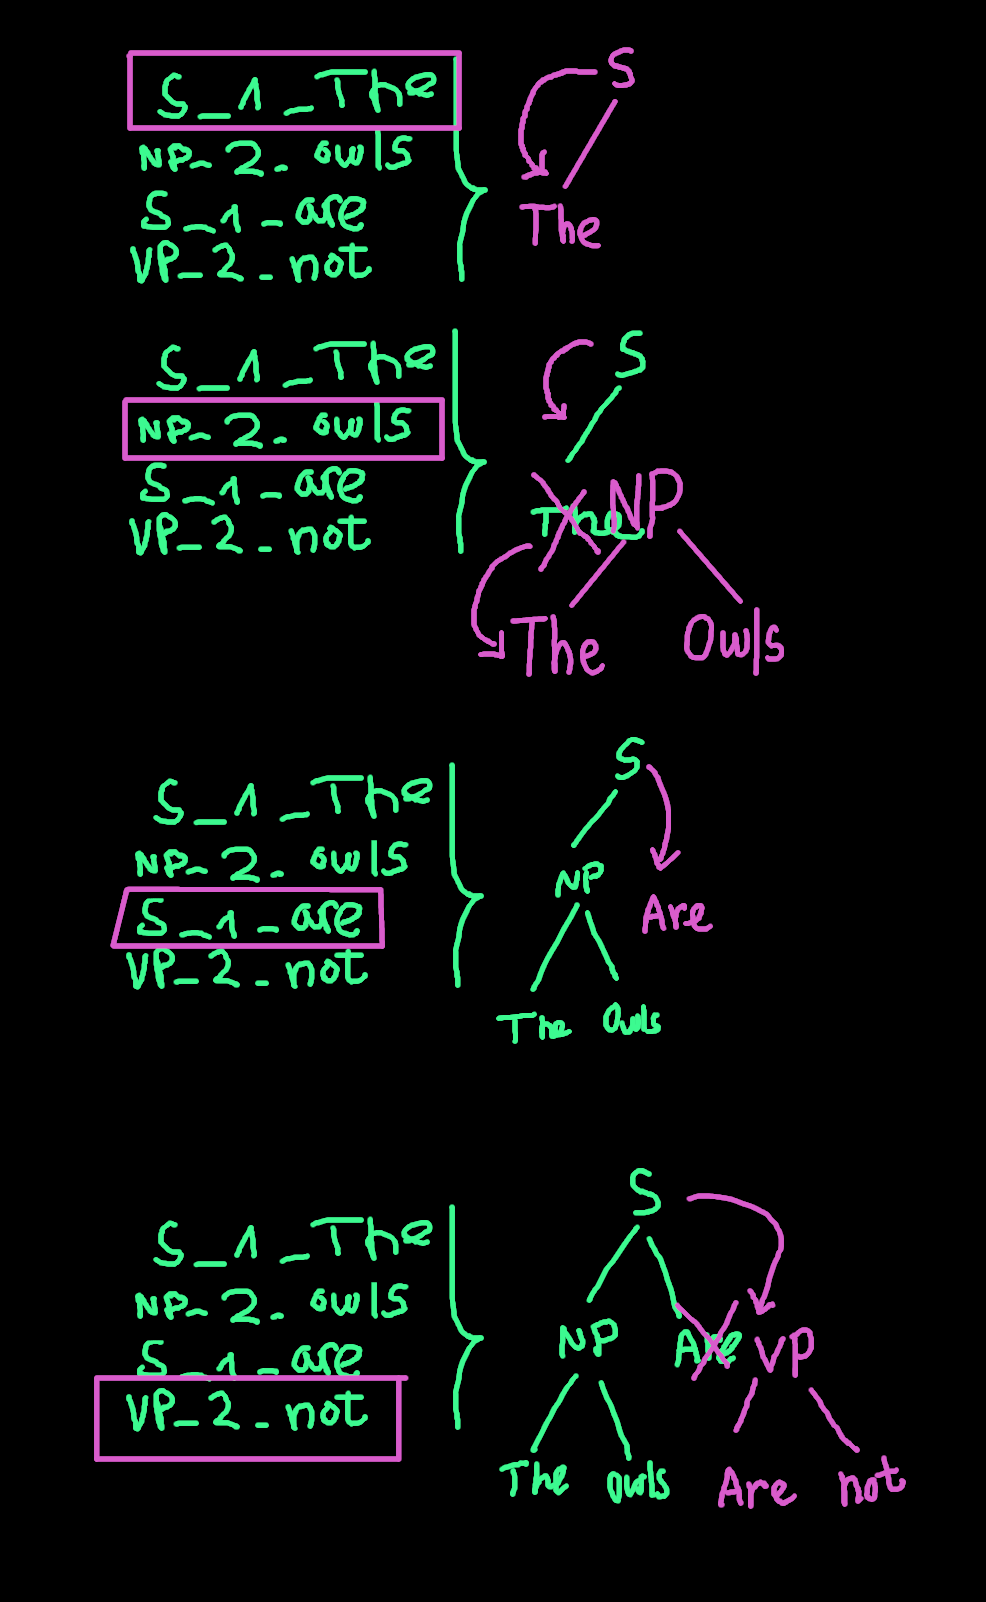 S_1_The
NP_2_owls
S_1_are
VP_2_not
S
The
S_1_The
NP_2_owls
S_1_are
VP_2_not
S
The NP
The Owls
S_1_The
NP_2_owls
S_1_are
VP_2_not
S
NP Are
The Owls
S_1_The
NP_2_owls
S_1_are
VP_2_not
S
NP Are VP
The owls Are not